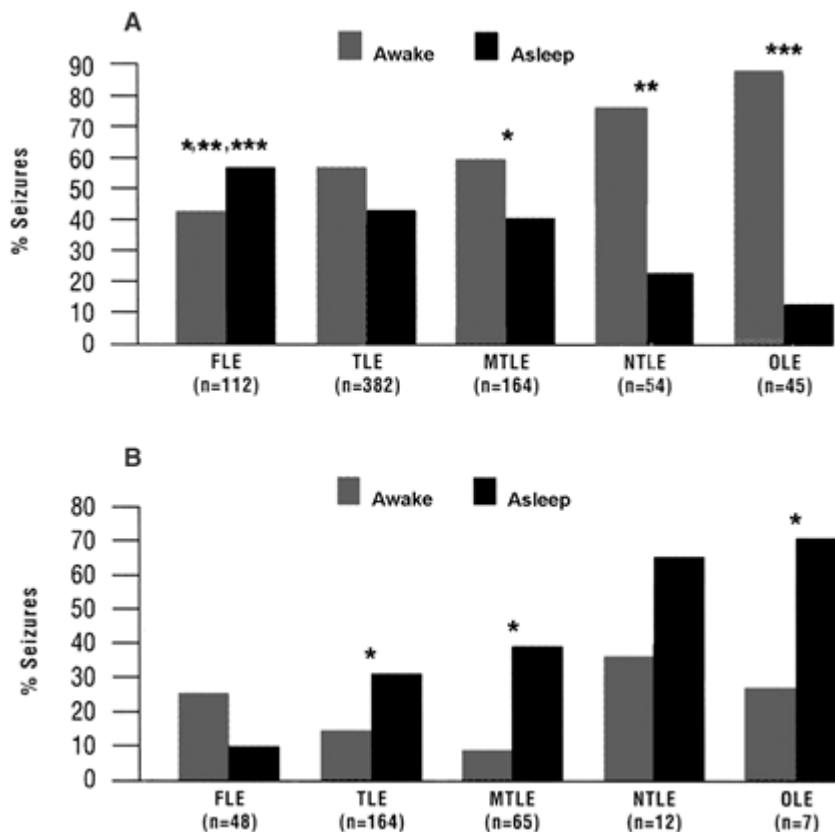 A
Awake Asleep
***
**
*
*,**,***
90
80
70
60
50
40
30
20
10
0
% Seizures
FLE TLE MTLE NTLE OLE
(n=112) (n=382) (n=164) (n=54) (n=45)
B
Awake Asleep
*
*
*
80
70
60
50
40
30
20
10
0
% Seizures
FLE TLE MTLE NTLE OLE
(n=48) (n=164) (n=65) (n=12) (n=7)